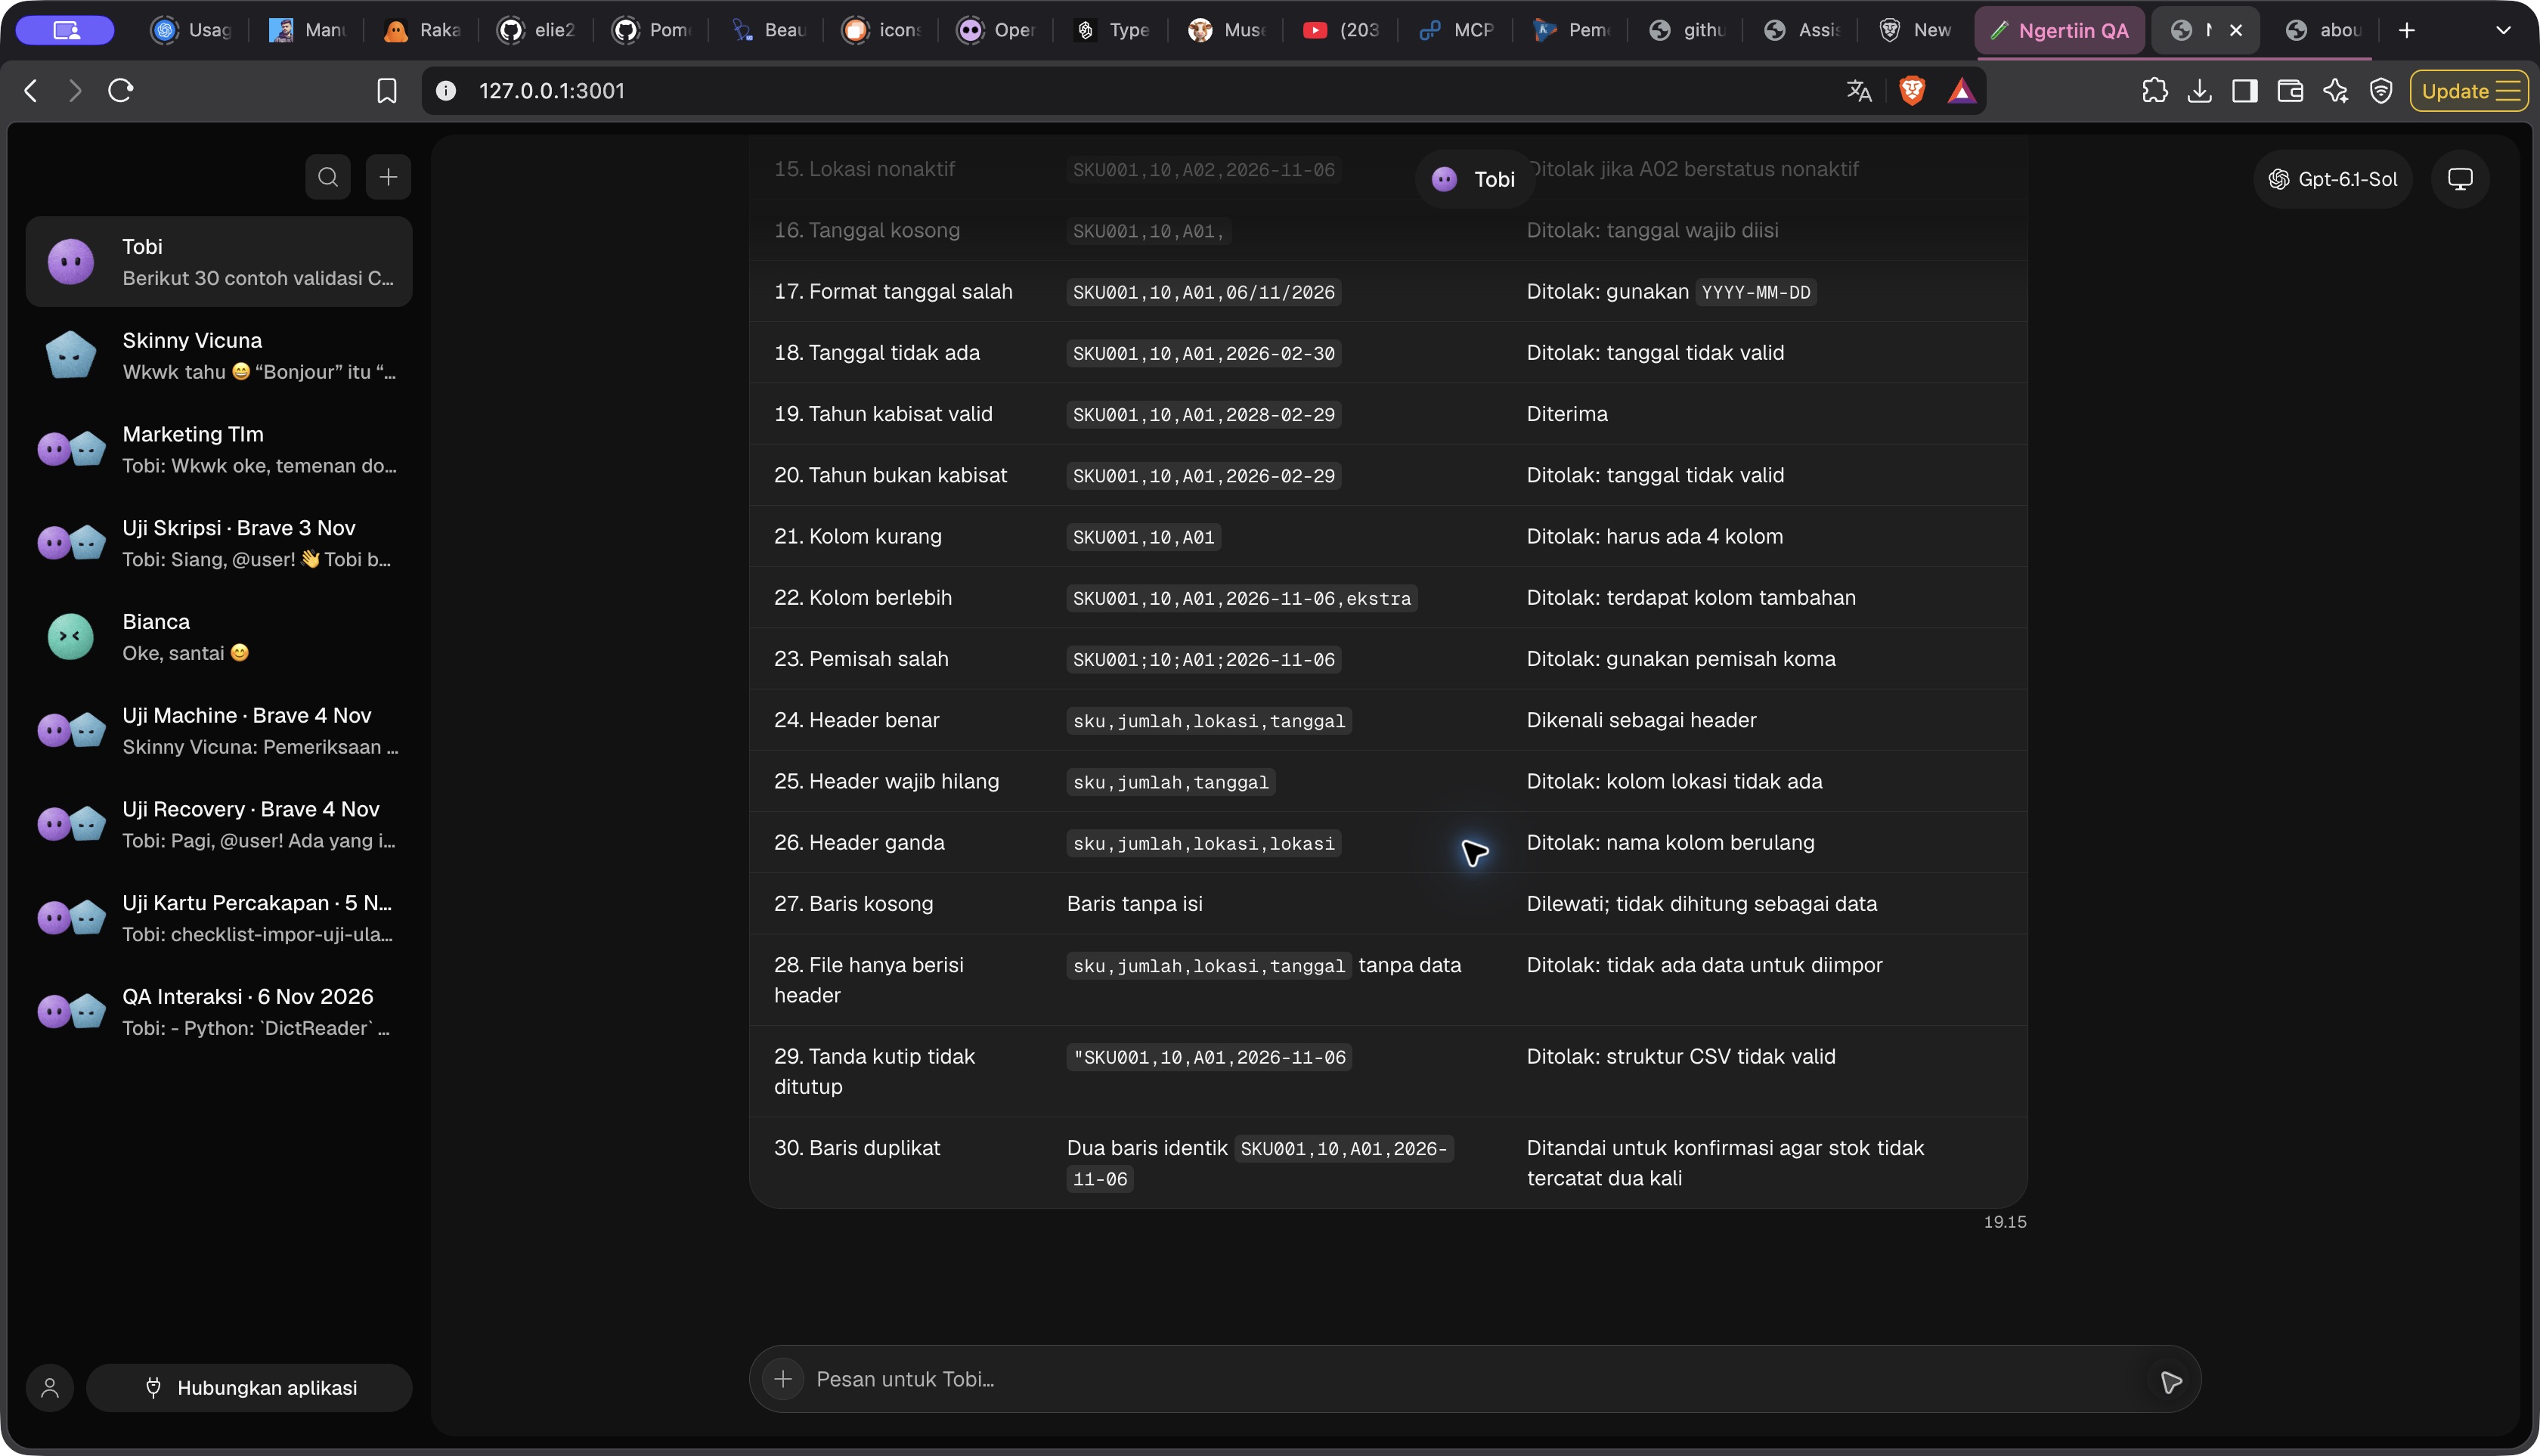 Usag
Manu
Raka
elie2
Pome
Beau
icons
Oper
Type
Muse
(203
MCP
Peme
githu
Assis
New
Ngertiin QA
abou
127.0.0.1:3001
Update
Tobi
Berikut 30 contoh validasi C...
Skinny Vicuna
Wkwk tahu 😄 “Bonjour” itu “...
Marketing TIm
Tobi: Wkwk oke, temenan do...
Uji Skripsi · Brave 3 Nov
Tobi: Siang, @user! 👋 Tobi b...
Bianca
Oke, santai 😊
Uji Machine · Brave 4 Nov
Skinny Vicuna: Pemeriksaan ...
Uji Recovery · Brave 4 Nov
Tobi: Pagi, @user! Ada yang i...
Uji Kartu Percakapan · 5 N...
Tobi: checklist-impor-uji-ula...
QA Interaksi · 6 Nov 2026
Tobi: - Python: `DictReader` ...
Hubungkan aplikasi
Tobi
Gpt-6.1-Sol
15. Lokasi nonaktif SKU001,10,A02,2026-11-06 Ditolak jika A02 berstatus nonaktif
16. Tanggal kosong SKU001,10,A01, Ditolak: tanggal wajib diisi
17. Format tanggal salah SKU001,10,A01,06/11/2026 Ditolak: gunakan YYYY-MM-DD
18. Tanggal tidak ada SKU001,10,A01,2026-02-30 Ditolak: tanggal tidak valid
19. Tahun kabisat valid SKU001,10,A01,2028-02-29 Diterima
20. Tahun bukan kabisat SKU001,10,A01,2026-02-29 Ditolak: tanggal tidak valid
21. Kolom kurang SKU001,10,A01 Ditolak: harus ada 4 kolom
22. Kolom berlebih SKU001,10,A01,2026-11-06,ekstra Ditolak: terdapat kolom tambahan
23. Pemisah salah SKU001;10;A01;2026-11-06 Ditolak: gunakan pemisah koma
24. Header benar sku,jumlah,lokasi,tanggal Dikenali sebagai header
25. Header wajib hilang sku,jumlah,tanggal Ditolak: kolom lokasi tidak ada
26. Header ganda sku,jumlah,lokasi,lokasi Ditolak: nama kolom berulang
27. Baris kosong Baris tanpa isi Dilewati; tidak dihitung sebagai data
28. File hanya berisi sku,jumlah,lokasi,tanggal tanpa data Ditolak: tidak ada data untuk diimpor
header
29. Tanda kutip tidak "SKU001,10,A01,2026-11-06 Ditolak: struktur CSV tidak valid
ditutup
30. Baris duplikat Dua baris identik SKU001,10,A01,2026- Ditandai untuk konfirmasi agar stok tidak
11-06 tercatat dua kali
19.15
Pesan untuk Tobi...